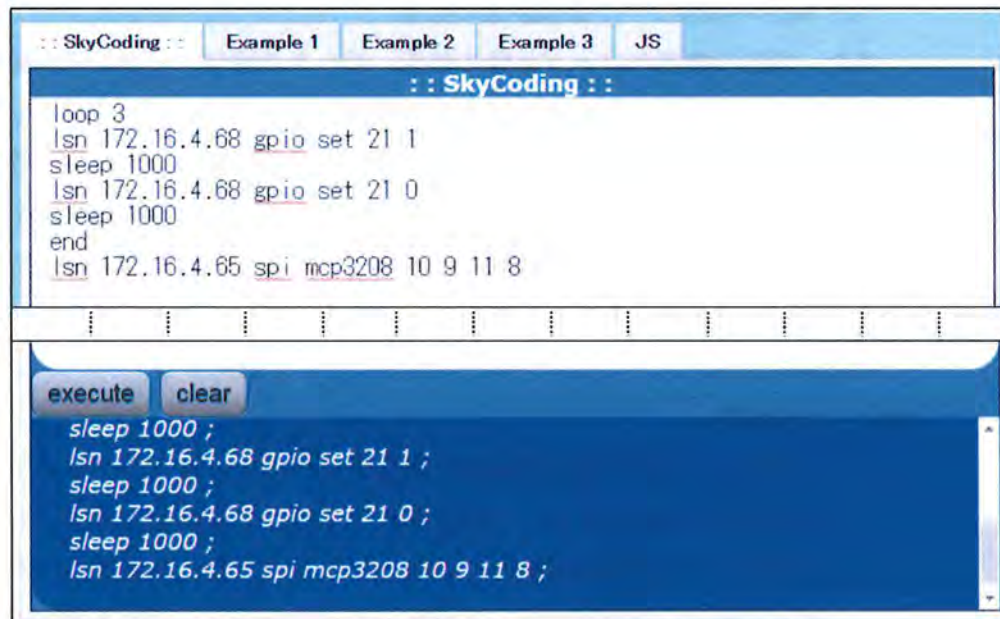 : : SkyCoding : : Example 1 Example 2 Example 3 JS
: : SkyCoding : :
loop 3
lsn 172.16.4.68 gpio set 21 1
sleep 1000
lsn 172.16.4.68 gpio set 21 0
sleep 1000
end
lsn 172.16.4.65 spi mcp3208 10 9 11 8
execute clear
sleep 1000 ;
lsn 172.16.4.68 gpio set 21 1 ;
sleep 1000 ;
lsn 172.16.4.68 gpio set 21 0 ;
sleep 1000 ;
lsn 172.16.4.65 spi mcp3208 10 9 11 8 ;